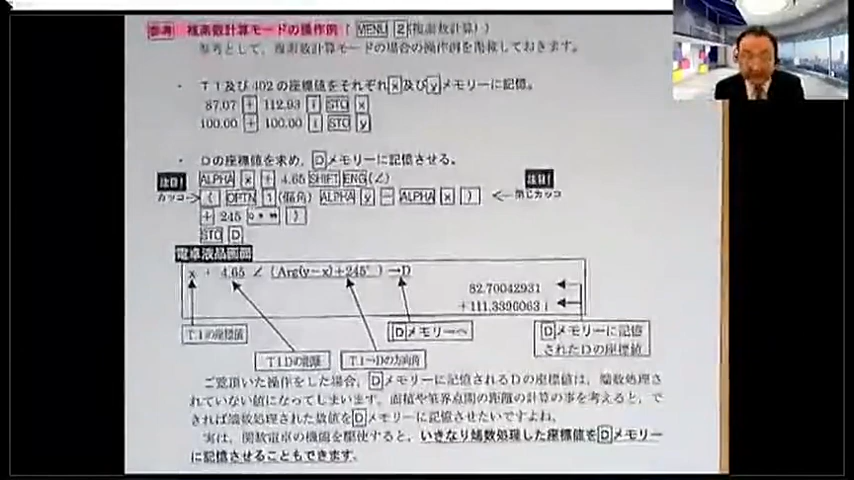 参考 複素数計算モードの操作例（ MENU 2 (複素数計算) ）
参考として、複素数計算モードの場合の操作例を掲載しておきます。
・ T1及び402の座標値をそれぞれx及びyメモリーに記憶。
87.07 + 112.93 i STO x
100.00 + 100.00 i STO y
・ Dの座標値を求め、Dメモリーに記憶させる。
注目！ ALPHA x + 4.65 SHIFT ENG (∠) 注目！
カッコ→ ( OPTN 1 (偏角) ALPHA y － ALPHA x ) ←閉じカッコ
+ 245 )
STO D
電卓液晶画面
x + 4.65 ∠ (Arg(y−x)+245° ) →D
82.70042931
+111.3396063 i
T1の座標値
Dメモリーへ
Dメモリーに記憶
されたDの座標値
T1Dの距離
T1→Dの方向角
ご覧頂いた操作をした場合、Dメモリーに記憶されるDの座標値は、端数処理さ
れていない値になってしまいます。面積や筆界点間の距離の計算の事を考えると、で
きれば端数処理された数値をDメモリーに記憶させたいですよね。
実は、関数電卓の機能を駆使すると、いきなり端数処理した座標値をDメモリー
に記憶させることもできます。